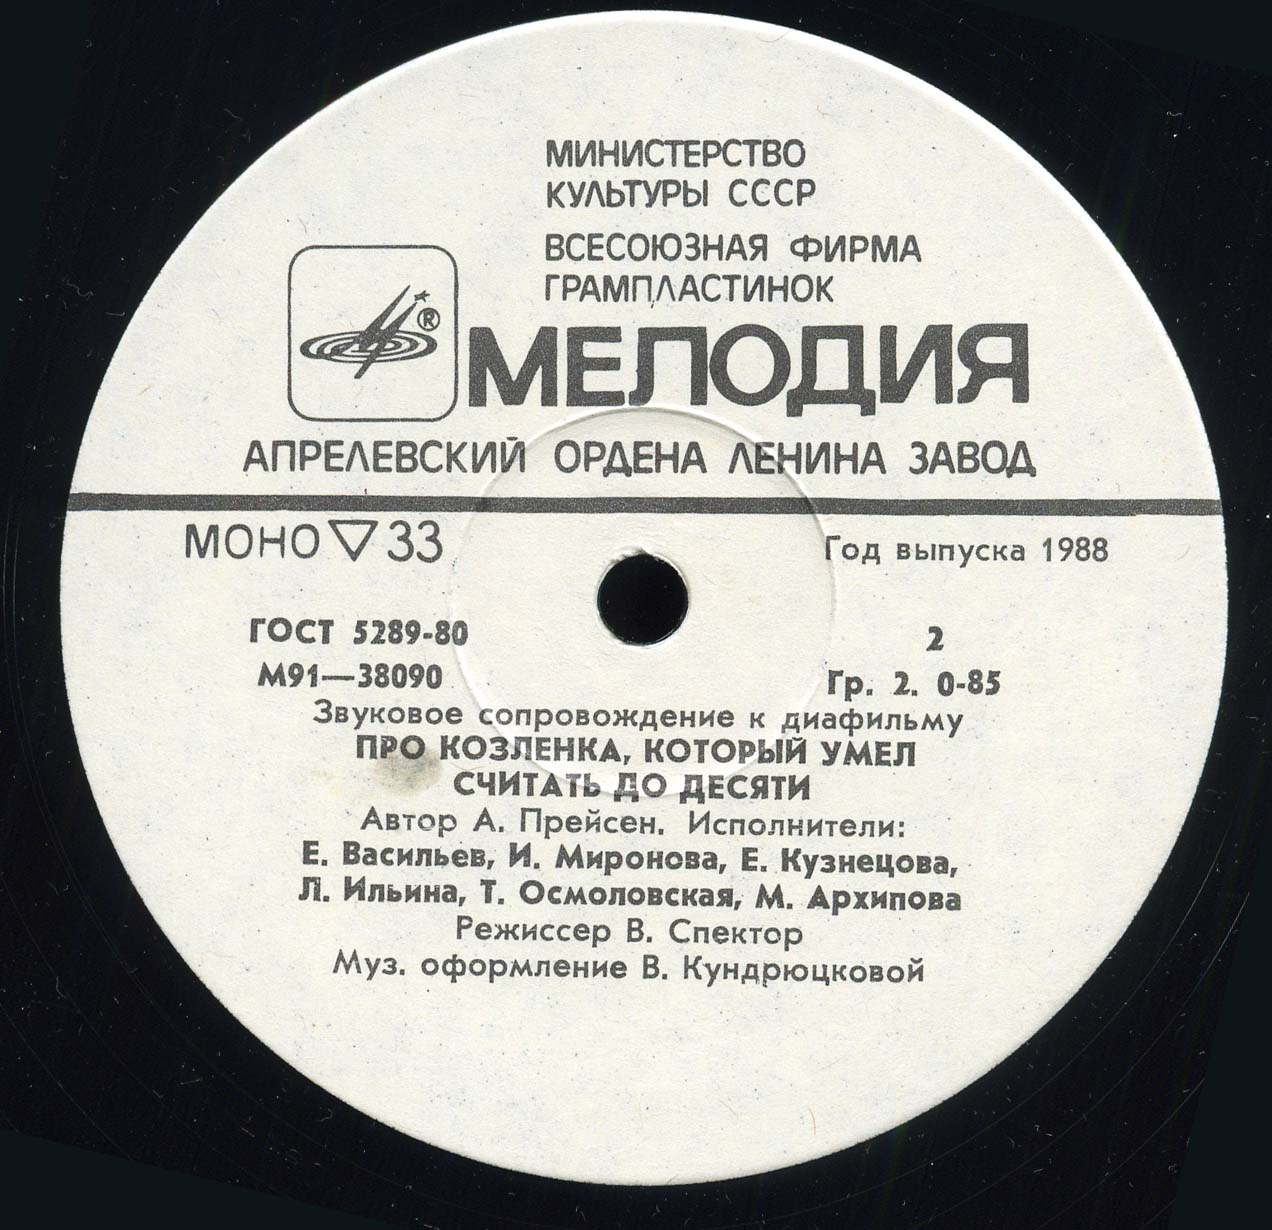 МИНИСТЕРСТВО
КУЛЬТУРЫ СССР
ВСЕСОЮЗНАЯ ФИРМА
ГРАМПЛАСТИНОК
®
МЕЛОДИЯ
АПРЕЛЕВСКИЙ ОРДЕНА ЛЕНИНА ЗАВОД
МОНО ▽ 33
Год выпуска 1988
ГОСТ 5289-80
2
М91—38090
Гр. 2. 0-85
Звуковое сопровождение к диафильму
ПРО КОЗЛЕНКА, КОТОРЫЙ УМЕЛ
СЧИТАТЬ ДО ДЕСЯТИ
Автор А. Прейсен. Исполнители:
Е. Васильев, И. Миронова, Е. Кузнецова,
Л. Ильина, Т. Осмоловская, М. Архипова
Режиссер В. Спектор
Муз. оформление В. Кундрюцковой